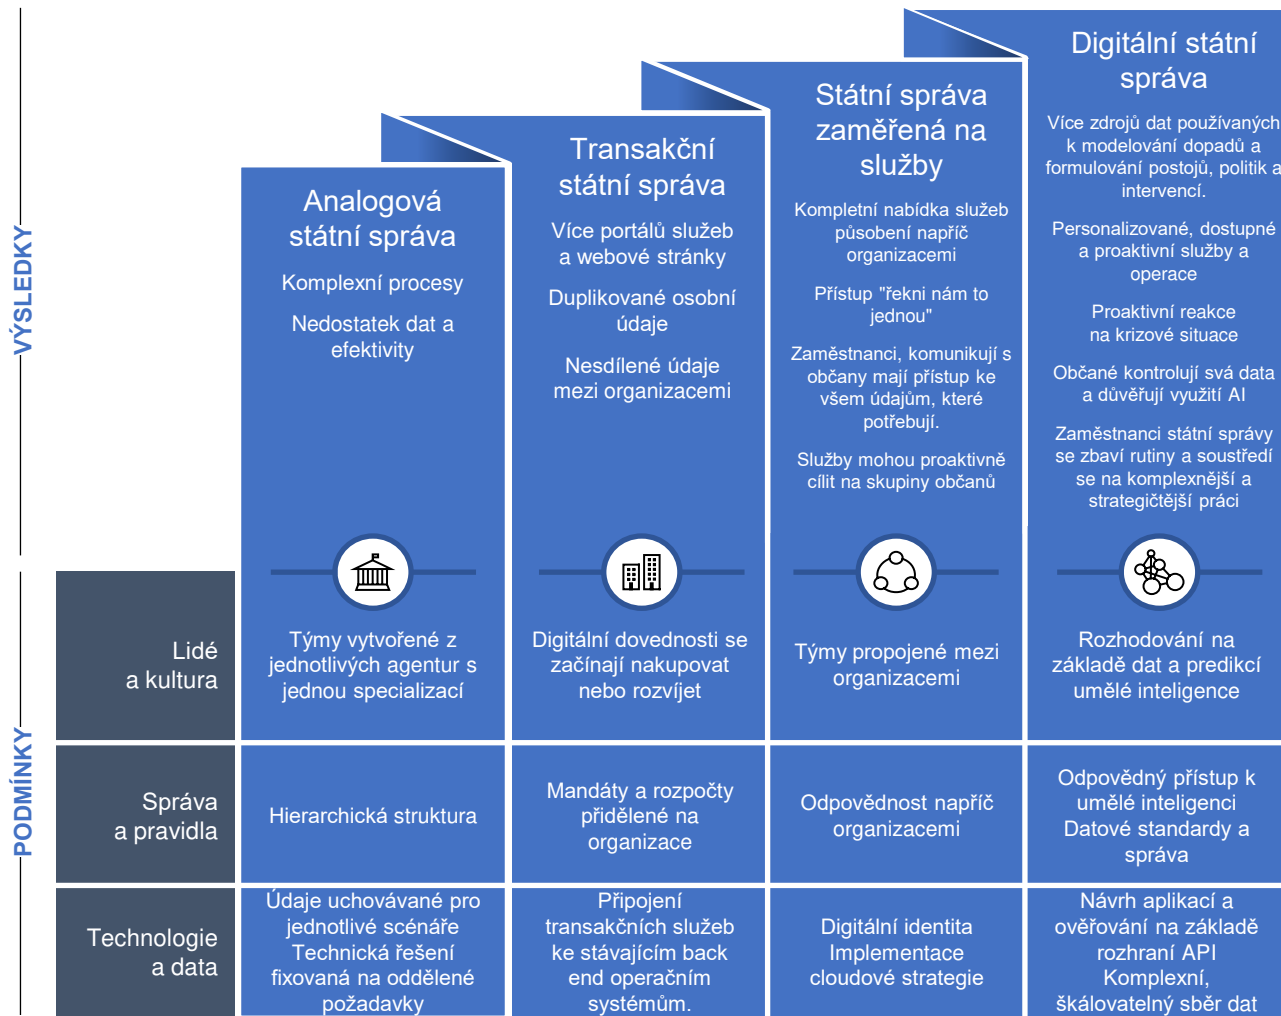 VÝSLEDKY
Analogová
státní správa
Komplexní procesy
Nedostatek dat a
efektivity
Transakční
státní správa
Více portálů služeb
a webové stránky
Duplikované osobní
údaje
Nesdílené údaje
mezi organizacemi
Státní správa
zaměřená na
služby
Kompletní nabídka služeb
působení napříč
organizacemi
Přístup "řekni nám to
jednou"
Zaměstnanci, komunikují s
občany mají přístup ke
všem údajům, které
potřebují.
Služby mohou proaktivně
cílit na skupiny občanů
Digitální státní
správa
Více zdrojů dat používaných
k modelování dopadů a
formulování postojů, politik a
intervencí.
Personalizované, dostupné
a proaktivní služby a
operace
Proaktivní reakce
na krizové situace
Občané kontrolují svá data
a důvěřují využití AI
Zaměstnanci státní správy
se zbaví rutiny a soustředí
se na komplexnější a
strategičtější práci
PODMÍNKY
Lidé
a kultura
Týmy vytvořené z
jednotlivých agentur s
jednou specializací
Digitální dovednosti se
začínají nakupovat
nebo rozvíjet
Týmy propojené mezi
organizacemi
Rozhodování na
základě dat a predikcí
umělé inteligence
Správa
a pravidla
Hierarchická struktura
Mandáty a rozpočty
přidělené na
organizace
Odpovědnost napříč
organizacemi
Odpovědný přístup k
umělé inteligenci
Datové standardy a
správa
Technologie
a data
Údaje uchovávané pro
jednotlivé scénáře
Technická řešení
fixovaná na oddělené
požadavky
Připojení
transakčních služeb
ke stávajícím back
end operačním
systémům.
Digitální identita
Implementace
cloudové strategie
Návrh aplikací a
ověřování na základě
rozhraní API
Komplexní,
škálovatelný sběr dat